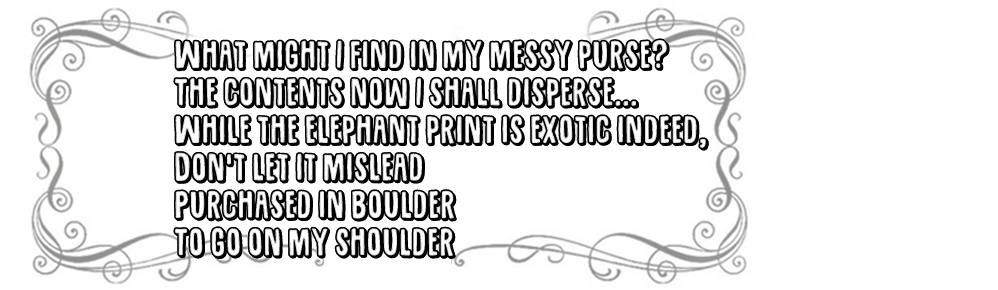 WHAT MIGHT I FIND IN MY MESSY PURSE?
THE CONTENTS NOW I SHALL DISPERSE...
WHILE THE ELEPHANT PRINT IS EXOTIC INDEED,
DON'T LET IT MISLEAD
PURCHASED IN BOULDER
TO GO ON MY SHOULDER